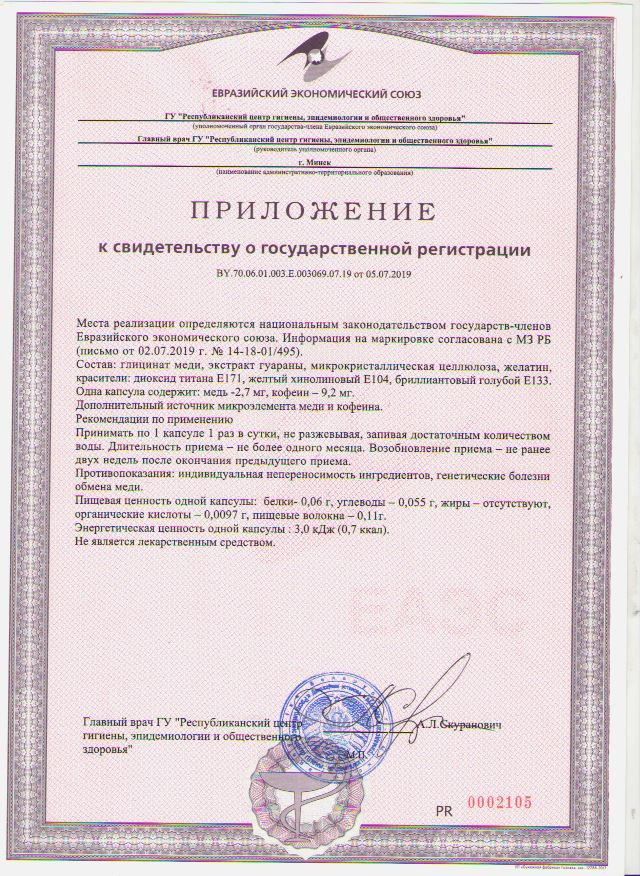 ЕВРАЗИЙСКИЙ ЭКОНОМИЧЕСКИЙ СОЮЗ
ГУ "Республиканский центр гигиены, эпидемиологии и общественного здоровья"
(уполномоченный орган государства-члена Евразийского экономического союза)
Главный врач ГУ "Республиканский центр гигиены, эпидемиологии и общественного здоровья"
(руководитель уполномоченного органа)
г. Минск
(наименование административно-территориального образования)
ПРИЛОЖЕНИЕ
к свидетельству о государственной регистрации
BY.70.06.01.003.E.003069.07.19 от 05.07.2019
Места реализации определяются национальным законодательством государств-членов
Евразийского экономического союза. Информация на маркировке согласована с МЗ РБ
(письмо от 02.07.2019 г. № 14-18-01/495).
Состав: глицинат меди, экстракт гуараны, микрокристаллическая целлюлоза, желатин,
красители: диоксид титана Е171, желтый хинолиновый Е104, бриллиантовый голубой Е133.
Одна капсула содержит: медь -2,7 мг, кофеин – 9,2 мг.
Дополнительный источник микроэлемента меди и кофеина.
Рекомендации по применению
Принимать по 1 капсуле 1 раз в сутки, не разжевывая, запивая достаточным количеством
воды. Длительность приема – не более одного месяца. Возобновление приема – не ранее
двух недель после окончания предыдущего приема.
Противопоказания: индивидуальная непереносимость ингредиентов, генетические болезни
обмена меди.
Пищевая ценность одной капсулы: белки- 0,06 г, углеводы – 0,055 г, жиры – отсутствуют,
органические кислоты – 0,0097 г, пищевые волокна – 0,11г.
Энергетическая ценность одной капсулы : 3,0 кДж (0,7 ккал).
Не является лекарственным средством.
ЕАЭС
Главный врач ГУ "Республиканский центр
гигиены, эпидемиологии и общественного
здоровья"
А.Л.Скуранович
М.П.
PR 0002105